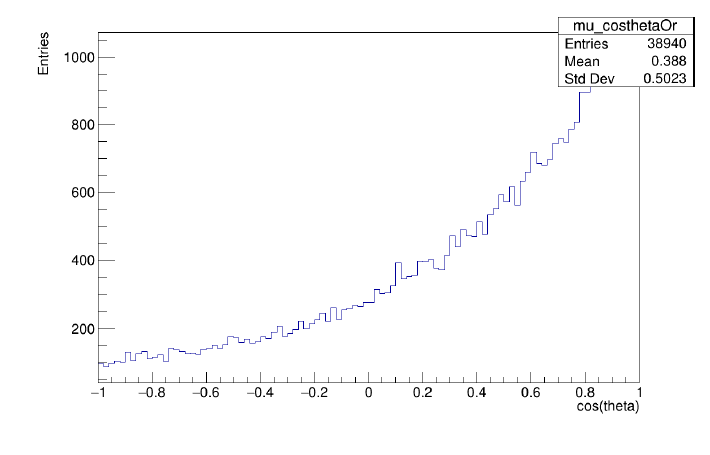 mu_costhetaOr
Entries 38940
Mean 0.388
Std Dev 0.5023
Entries
1000
800
600
400
200
−1 −0.8 −0.6 −0.4 −0.2 0 0.2 0.4 0.6 0.8 1
cos(theta)